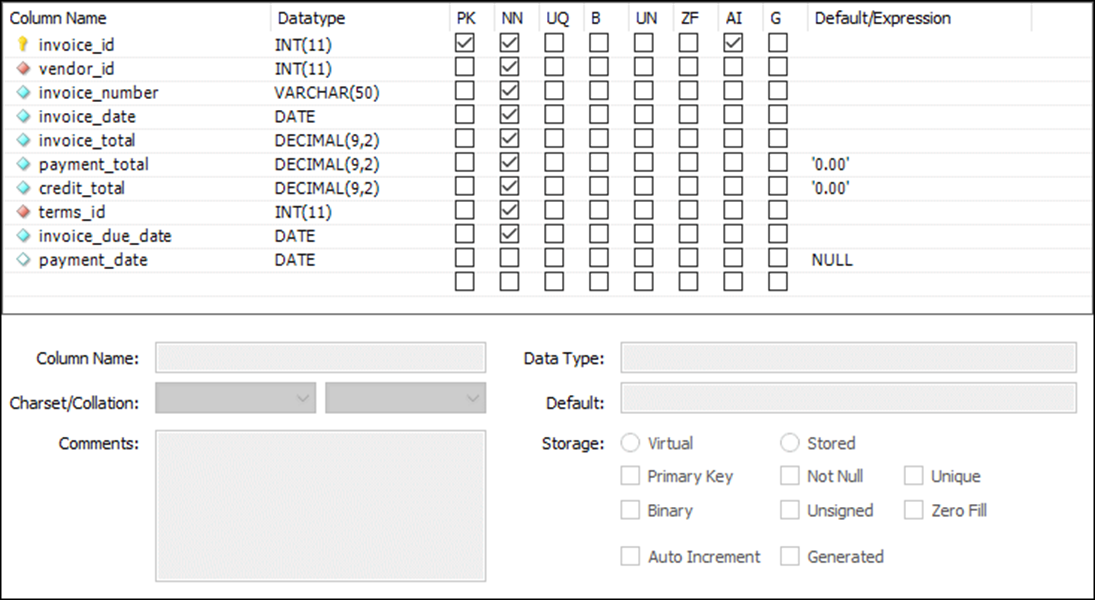 Column Name Datatype PK NN UQ B UN ZF AI G Default/Expression
invoice_id INT(11)
vendor_id INT(11)
invoice_number VARCHAR(50)
invoice_date DATE
invoice_total DECIMAL(9,2)
payment_total DECIMAL(9,2) '0.00'
credit_total DECIMAL(9,2) '0.00'
terms_id INT(11)
invoice_due_date DATE
payment_date DATE NULL
Column Name: Data Type:
Charset/Collation: Default:
Comments: Storage: Virtual Stored
Primary Key Not Null Unique
Binary Unsigned Zero Fill
Auto Increment Generated